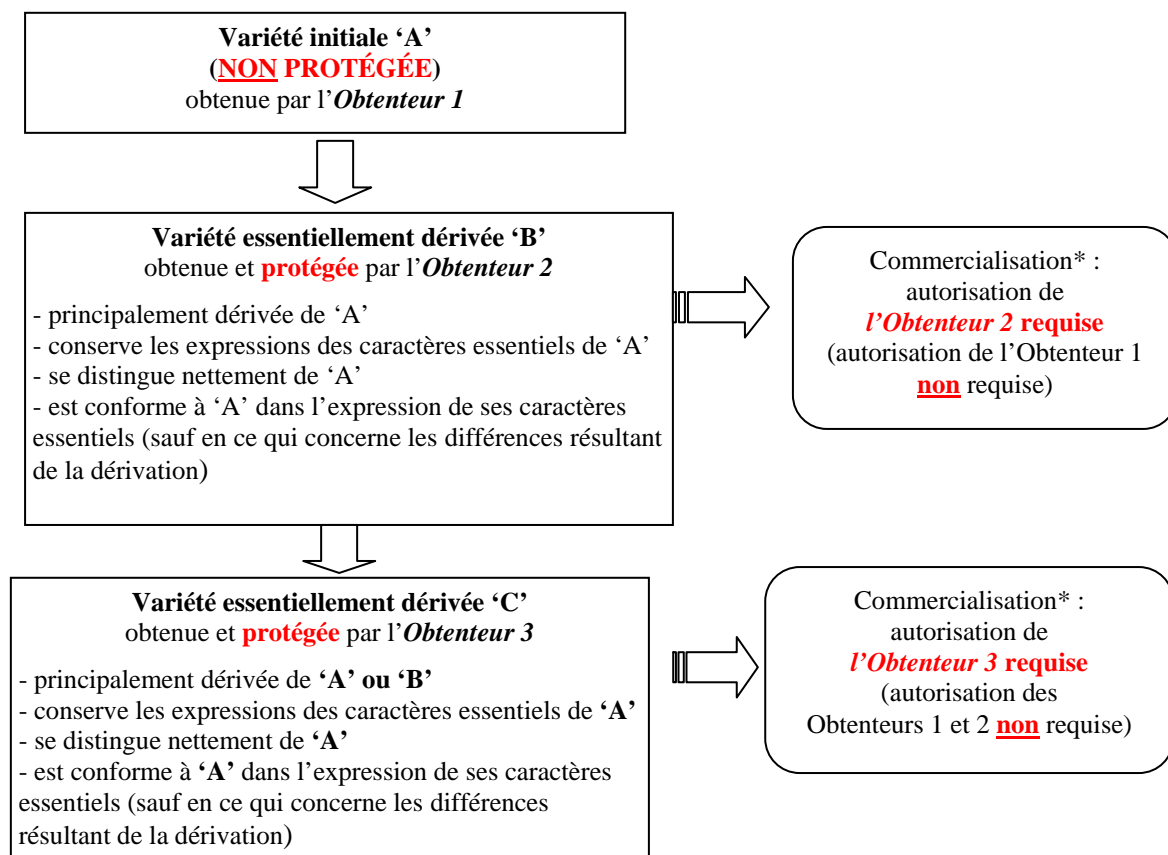 Variété initiale ‘A’
(NON PROTÉGÉE)
obtenue par l’Obtenteur 1
Variété essentiellement dérivée ‘B’
obtenue et protégée par l’Obtenteur 2
- principalement dérivée de ‘A’
- conserve les expressions des caractères essentiels de ‘A’
- se distingue nettement de ‘A’
- est conforme à ‘A’ dans l’expression de ses caractères
essentiels (sauf en ce qui concerne les différences résultant
de la dérivation)
Commercialisation* :
autorisation de
l’Obtenteur 2 requise
(autorisation de l’Obtenteur 1
non requise)
Variété essentiellement dérivée ‘C’
obtenue et protégée par l’Obtenteur 3
- principalement dérivée de ‘A’ ou ‘B’
- conserve les expressions des caractères essentiels de ‘A’
- se distingue nettement de ‘A’
- est conforme à ‘A’ dans l’expression de ses caractères
essentiels (sauf en ce qui concerne les différences
résultant de la dérivation)
Commercialisation* :
autorisation de
l’Obtenteur 3 requise
(autorisation des
Obtenteurs 1 et 2 non requise)